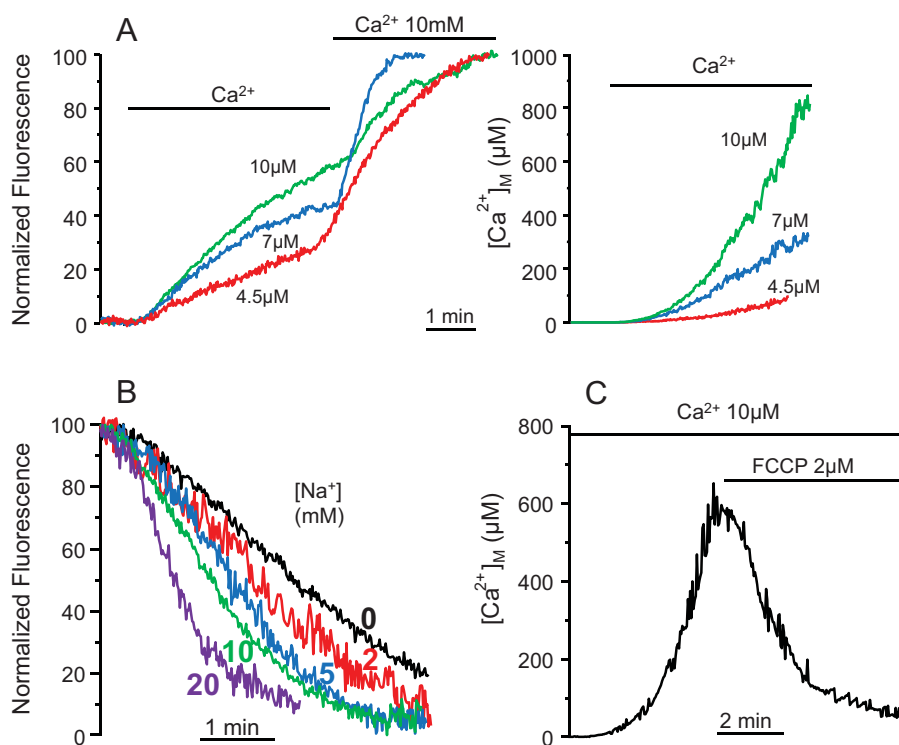 A
Ca²⁺ 10mM
Ca²⁺
Normalized Fluorescence
100
80
60
40
20
0
10µM
7µM
4.5µM
1 min
Ca²⁺
[Ca²⁺]M (µM)
1000
800
600
400
200
0
10µM
7µM
4.5µM
B
Normalized Fluorescence
100
80
60
40
20
0
[Na⁺]
(mM)
0
2
5
10
20
1 min
C
Ca²⁺ 10µM
FCCP 2µM
[Ca²⁺]M (µM)
800
600
400
200
0
2 min